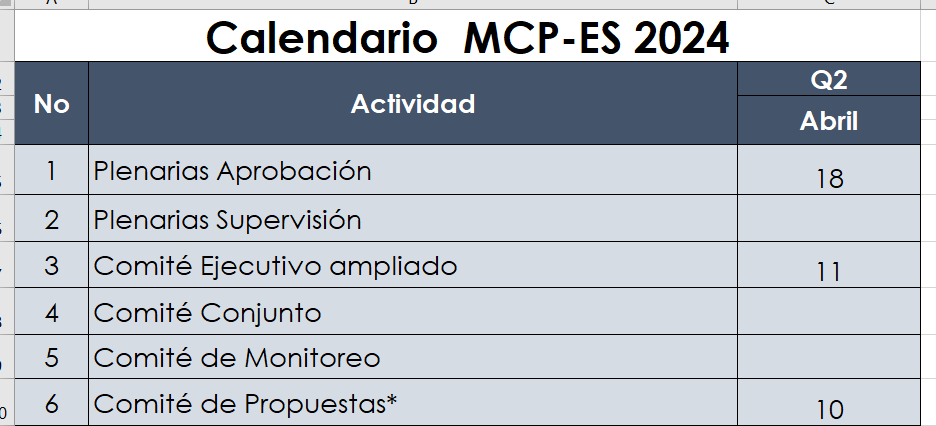 Calendario MCP-ES 2024
No Actividad Q2
Abril
1 Plenarias Aprobación 18
2 Plenarias Supervisión
3 Comité Ejecutivo ampliado 11
4 Comité Conjunto
5 Comité de Monitoreo
6 Comité de Propuestas* 10